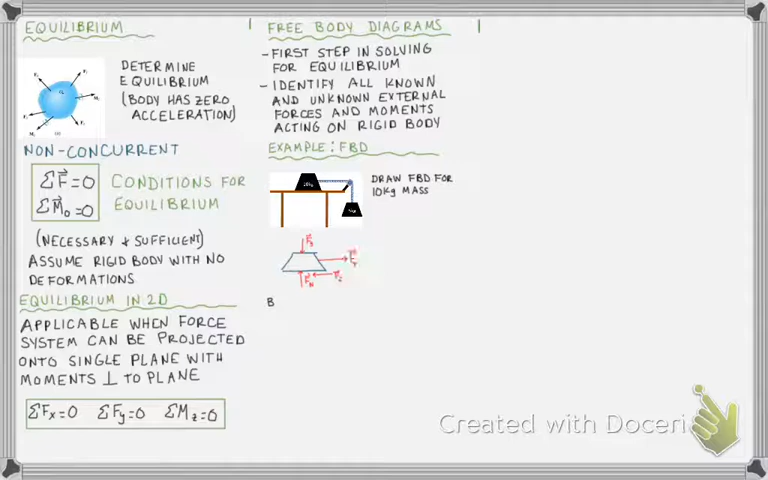 EQUILIBRIUM
DETERMINE
EQUILIBRIUM
(BODY HAS ZERO
ACCELERATION)
NON-CONCURRENT
ΣF⃗=0
ΣM⃗₀=0
CONDITIONS FOR
EQUILIBRIUM
(NECESSARY + SUFFICIENT)
ASSUME RIGID BODY WITH NO
DEFORMATIONS
EQUILIBRIUM IN 2D
APPLICABLE WHEN FORCE
SYSTEM CAN BE PROJECTED
ONTO SINGLE PLANE WITH
MOMENTS ⊥ TO PLANE
ΣFx=0 ΣFy=0 ΣMz=0
FREE BODY DIAGRAMS
- FIRST STEP IN SOLVING
FOR EQUILIBRIUM
- IDENTIFY ALL KNOWN
AND UNKNOWN EXTERNAL
FORCES AND MOMENTS
ACTING ON RIGID BODY
EXAMPLE: FBD
DRAW FBD FOR
10Kg MASS
B
Created with Doceri